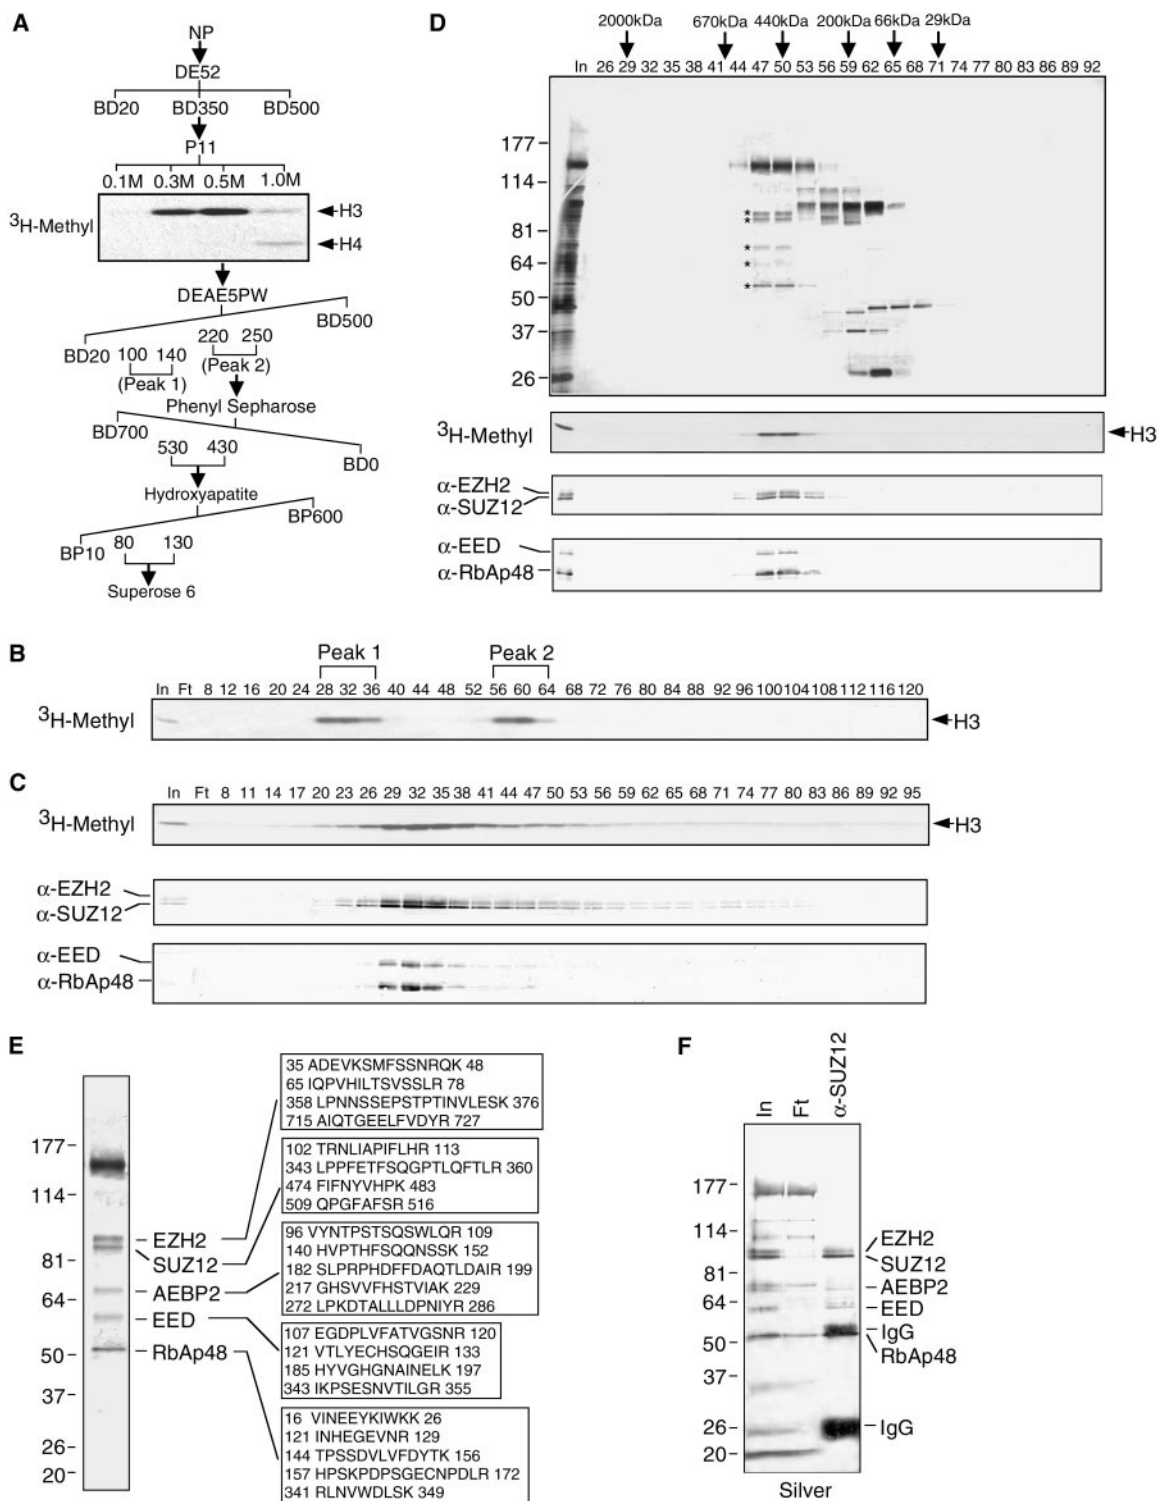 A
NP
DE52
BD20 BD350 BD500
P11
0.1M 0.3M 0.5M 1.0M
³H-Methyl
H3
H4
DEAE5PW
BD500
BD20
220 250
(Peak 2)
100 140
(Peak 1)
Phenyl Sepharose
BD700
530 430
BD0
Hydroxyapatite
BP600
BP10
80 130
Superose 6
D
2000kDa 670kDa 440kDa 200kDa 66kDa 29kDa
In 26 29 32 35 38 41 44 47 50 53 56 59 62 65 68 71 74 77 80 83 86 89 92
177
114
81
64
50
37
26
*
*
*
*
*
³H-Methyl
H3
α-EZH2
α-SUZ12
α-EED
α-RbAp48
B
Peak 1 Peak 2
In Ft 8 12 16 20 24 28 32 36 40 44 48 52 56 60 64 68 72 76 80 84 88 92 96 100 104 108 112 116 120
³H-Methyl
H3
C
In Ft 8 11 14 17 20 23 26 29 32 35 38 41 44 47 50 53 56 59 62 65 68 71 74 77 80 83 86 89 92 95
³H-Methyl
H3
α-EZH2
α-SUZ12
α-EED
α-RbAp48
E
177
114
81
64
50
37
26
20
EZH2
SUZ12
AEBP2
EED
RbAp48
35 ADEVKSMFSSNRQK 48
65 IQPVHILTSVSSLR 78
358 LPNNSSEPSTPTINVLESK 376
715 AIQTGEELFVDYR 727
102 TRNLIAPIFLHR 113
343 LPPFETFSQGPTLQFTLR 360
474 FIFNYVHPK 483
509 QPGFAFSR 516
96 VYNTPSTSQSWLQR 109
140 HVPTHFSQQNSSK 152
182 SLPRPHDFFDAQTLDAIR 199
217 GHSVVFHSTVIAK 229
272 LPKDTALLLDPNIYR 286
107 EGDPLVFATVGSNR 120
121 VTLYECHSQGEIR 133
185 HYVGHGNAINELK 197
343 IKPSESNVTILGR 355
16 VINEEYKIWKK 26
121 INHEGEVNR 129
144 TPSSDVLVFDYTK 156
157 HPSKPDPSGECNPDLR 172
341 RLNVWDLSK 349
F
In Ft α-SUZ12
177
114
81
64
50
37
26
20
EZH2
SUZ12
AEBP2
EED
IgG
RbAp48
IgG
Silver